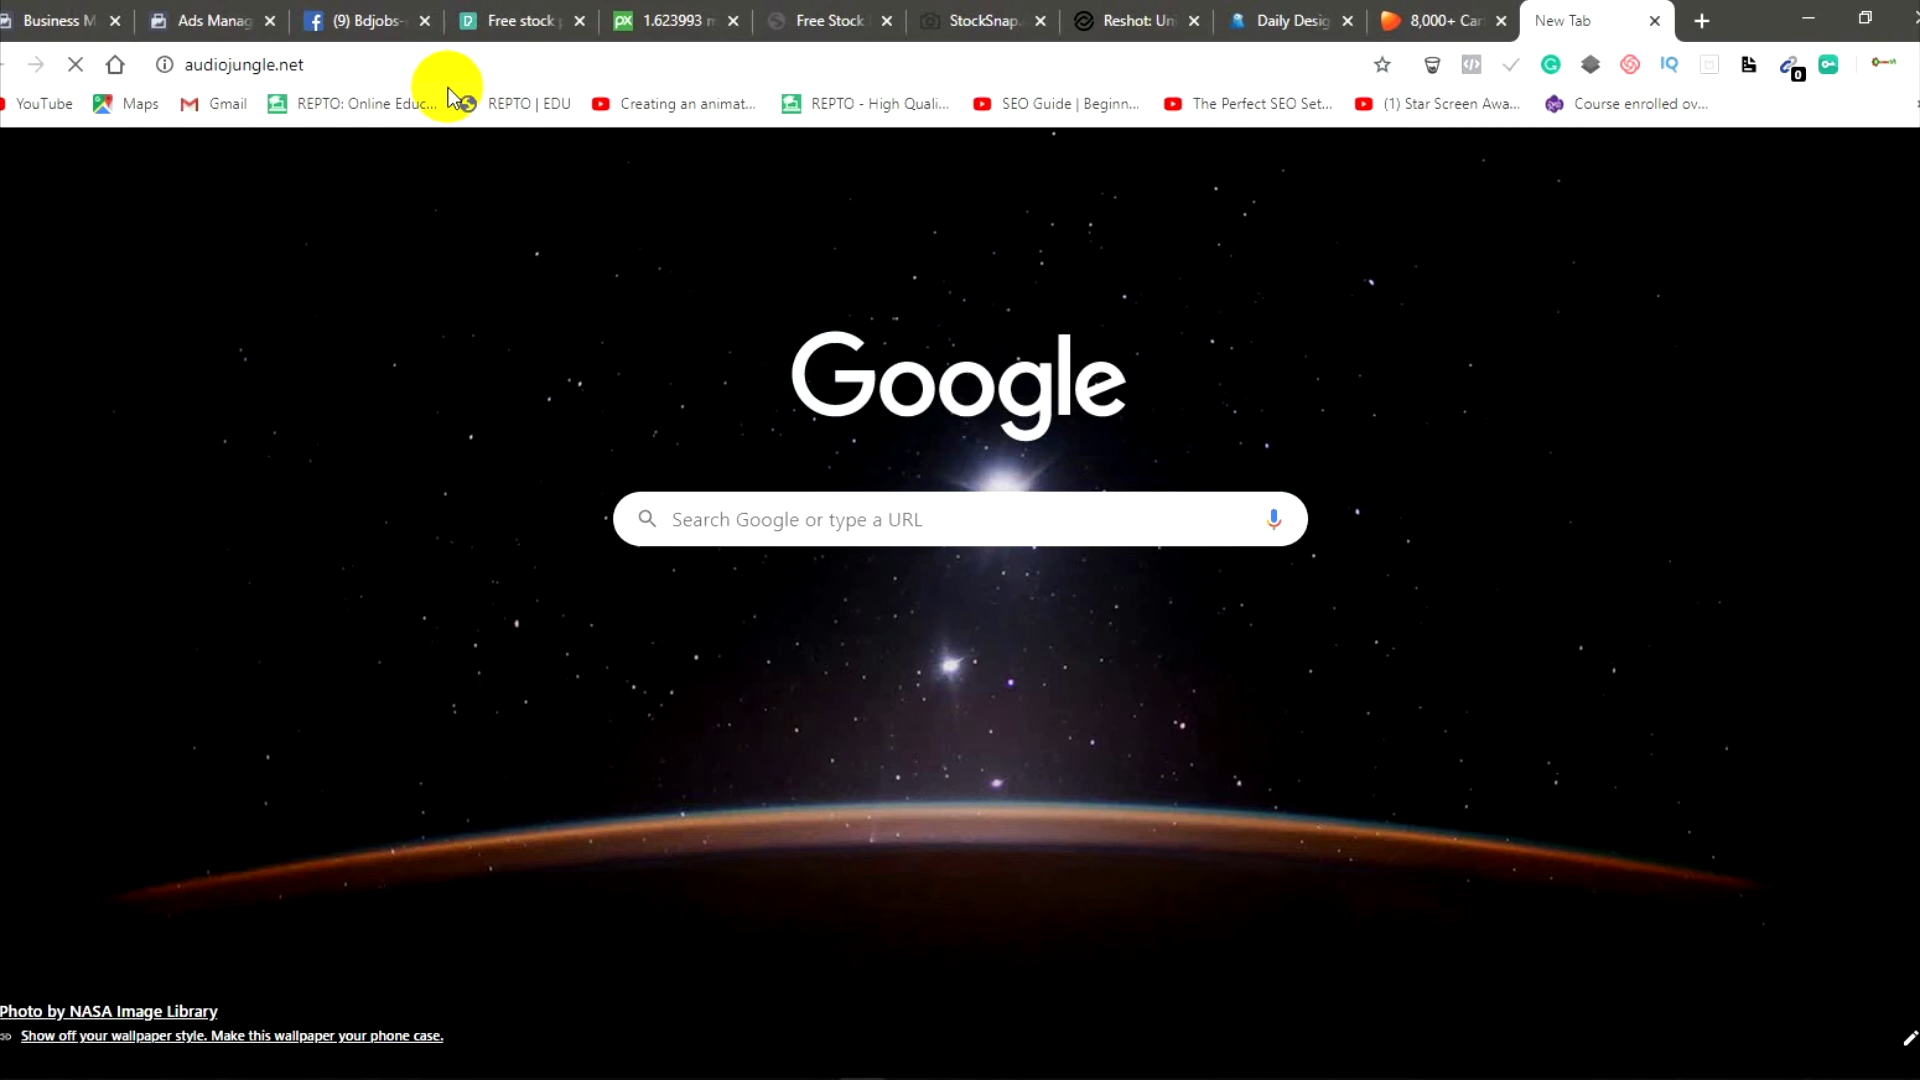 Business M
Ads Manag
(9) Bdjobs-
Free stock p
1.623993 m
Free Stock
StockSnap.
Reshot: Uni
Daily Desig
8,000+ Car
New Tab
audiojungle.net
0
YouTube
Maps
Gmail
REPTO: Online Educ...
REPTO | EDU
Creating an animat...
REPTO - High Quali...
SEO Guide | Beginn...
The Perfect SEO Set...
(1) Star Screen Awa...
Course enrolled ov...
Google
Search Google or type a URL
Photo by NASA Image Library
Show off your wallpaper style. Make this wallpaper your phone case.